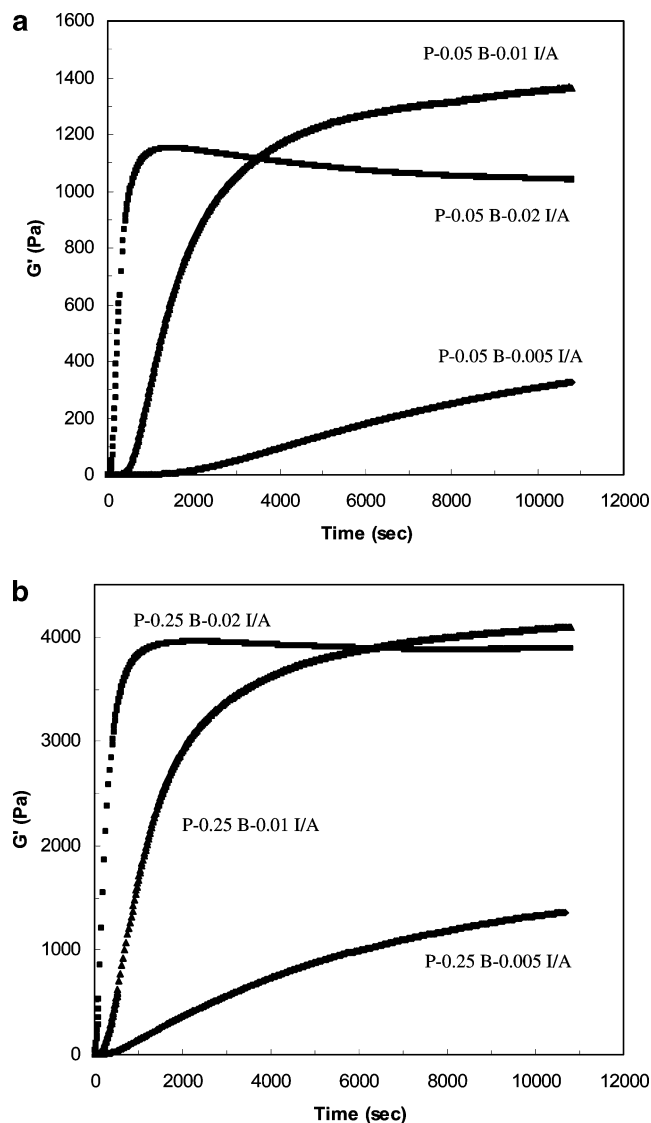 a
1600
1400
1200
1000
800
600
400
200
0
G' (Pa)
P-0.05 B-0.01 I/A
P-0.05 B-0.02 I/A
P-0.05 B-0.005 I/A
0 2000 4000 6000 8000 10000 12000
Time (sec)
b
4000
3000
2000
1000
0
G' (Pa)
P-0.25 B-0.02 I/A
P-0.25 B-0.01 I/A
P-0.25 B-0.005 I/A
0 2000 4000 6000 8000 10000 12000
Time (sec)